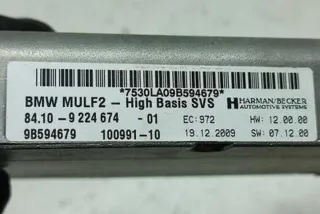 *7530LA09B594679*
BMW MULF2 – High Basis SVS
HARMAN/BECKER
AUTOMOTIVE SYSTEMS
84.10- 9 224 674 - 01
EC: 972
HW: 12.00.00
9B594679
100991-10
19.12.2009
SW: 07.12.00